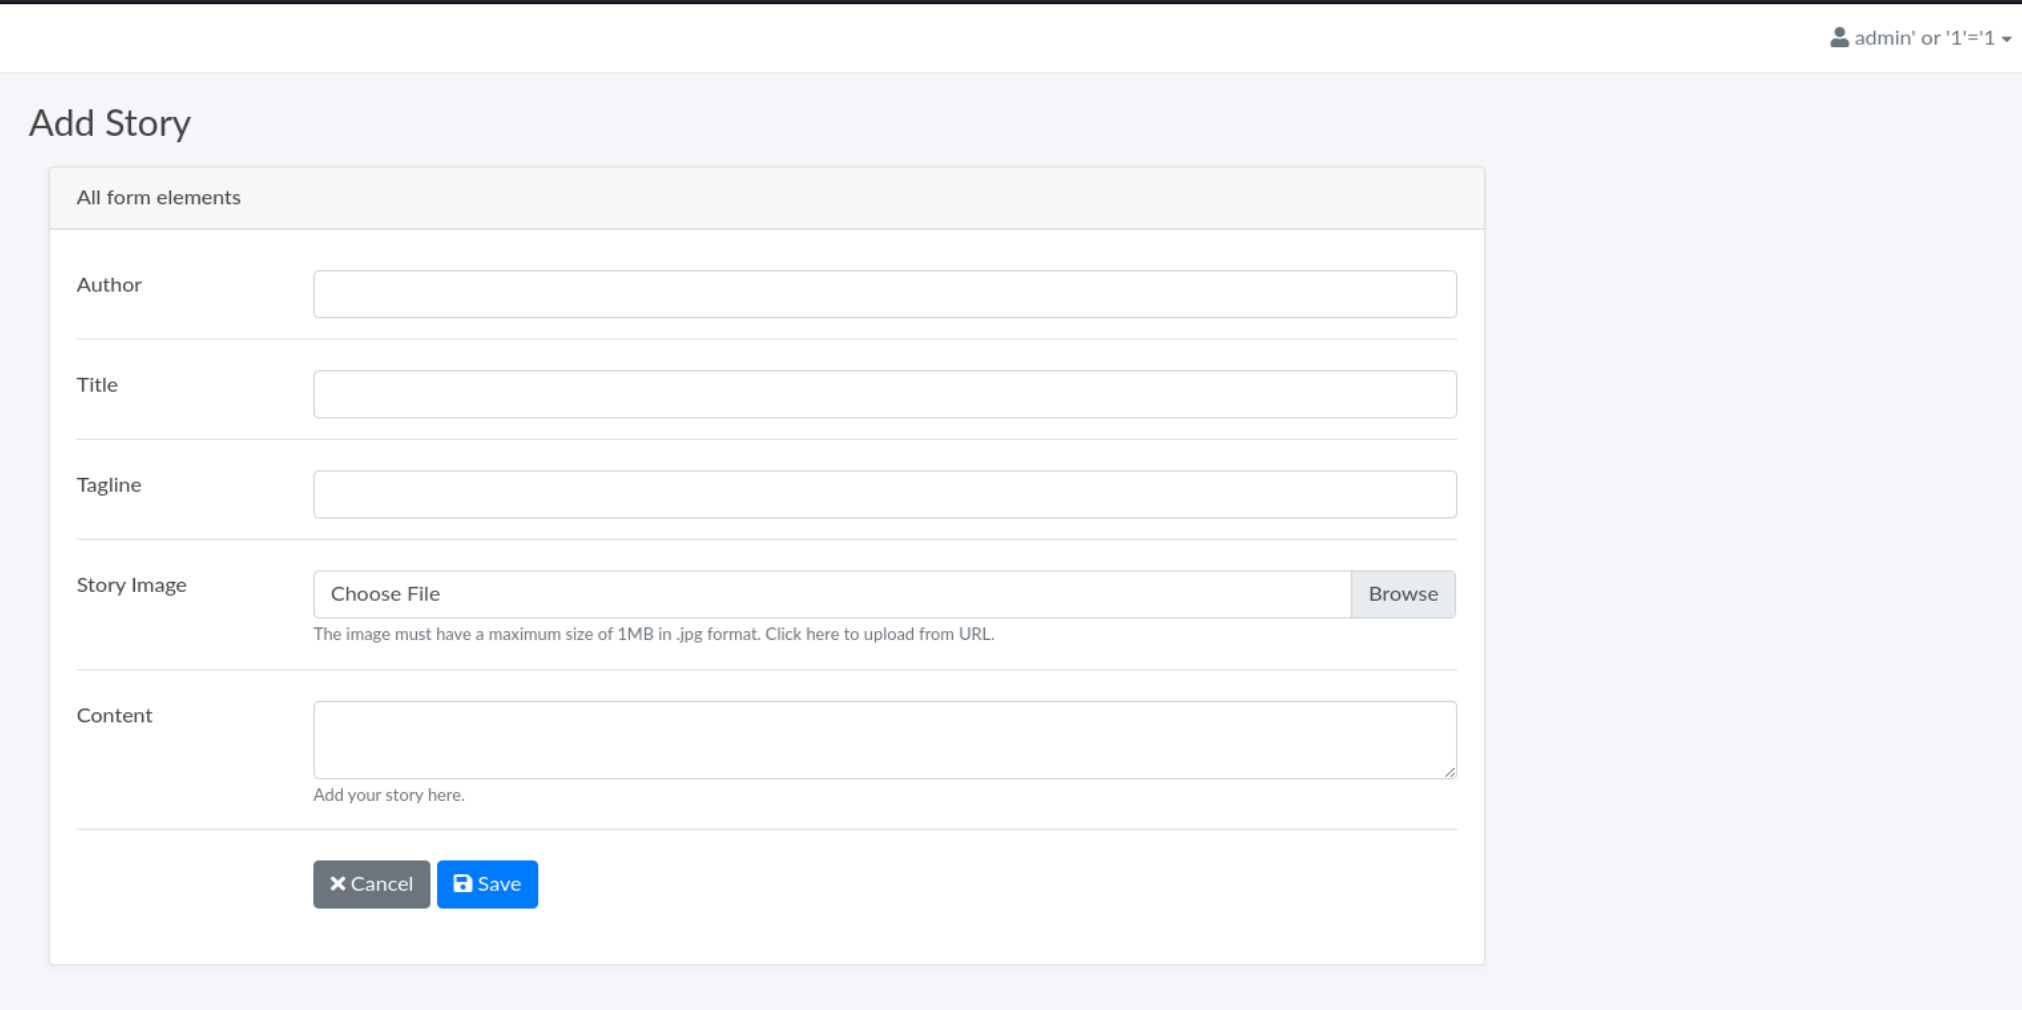 admin' or '1'='1
Add Story
All form elements
Author
Title
Tagline
Story Image
Choose File
Browse
The image must have a maximum size of 1MB in .jpg format. Click here to upload from URL.
Content
Add your story here.
Cancel
Save